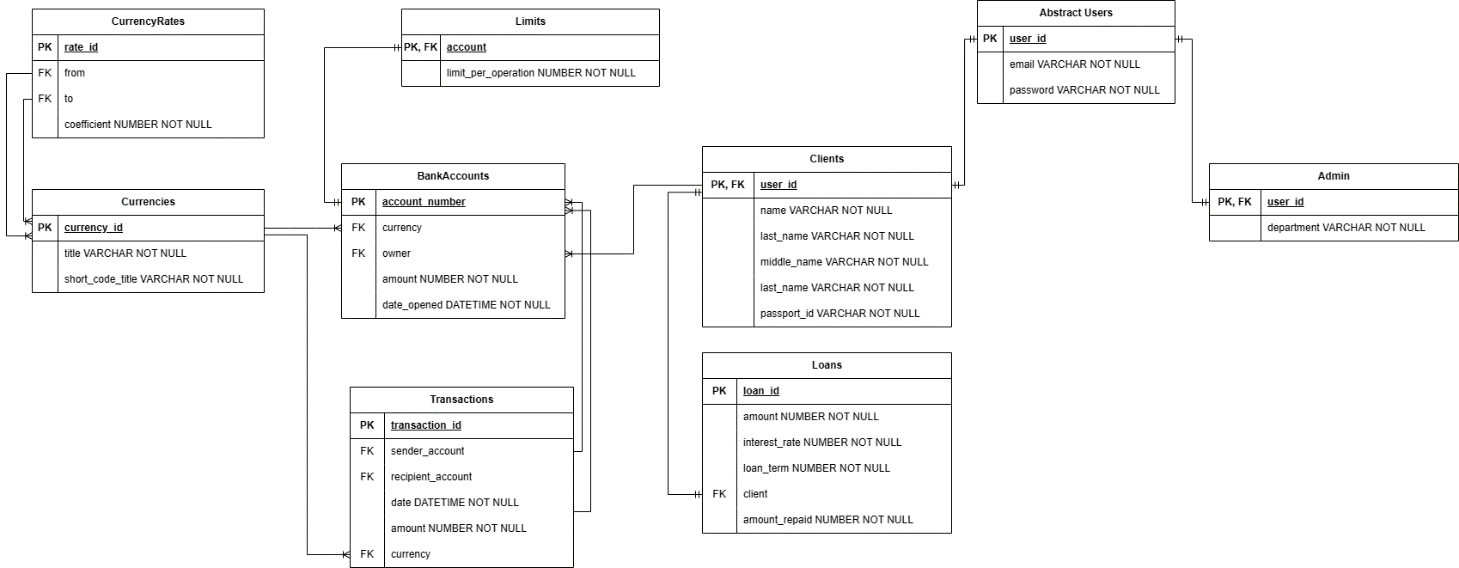 CurrencyRates
PK rate_id
FK from
FK to
coefficient NUMBER NOT NULL
Limits
PK, FK account
limit_per_operation NUMBER NOT NULL
Abstract Users
PK user_id
email VARCHAR NOT NULL
password VARCHAR NOT NULL
Currencies
PK currency_id
title VARCHAR NOT NULL
short_code_title VARCHAR NOT NULL
BankAccounts
PK account_number
FK currency
FK owner
amount NUMBER NOT NULL
date_opened DATETIME NOT NULL
Clients
PK, FK user_id
name VARCHAR NOT NULL
last_name VARCHAR NOT NULL
middle_name VARCHAR NOT NULL
last_name VARCHAR NOT NULL
passport_id VARCHAR NOT NULL
Admin
PK, FK user_id
department VARCHAR NOT NULL
Transactions
PK transaction_id
FK sender_account
FK recipient_account
date DATETIME NOT NULL
amount NUMBER NOT NULL
FK currency
Loans
PK loan_id
amount NUMBER NOT NULL
interest_rate NUMBER NOT NULL
loan_term NUMBER NOT NULL
FK client
amount_repaid NUMBER NOT NULL